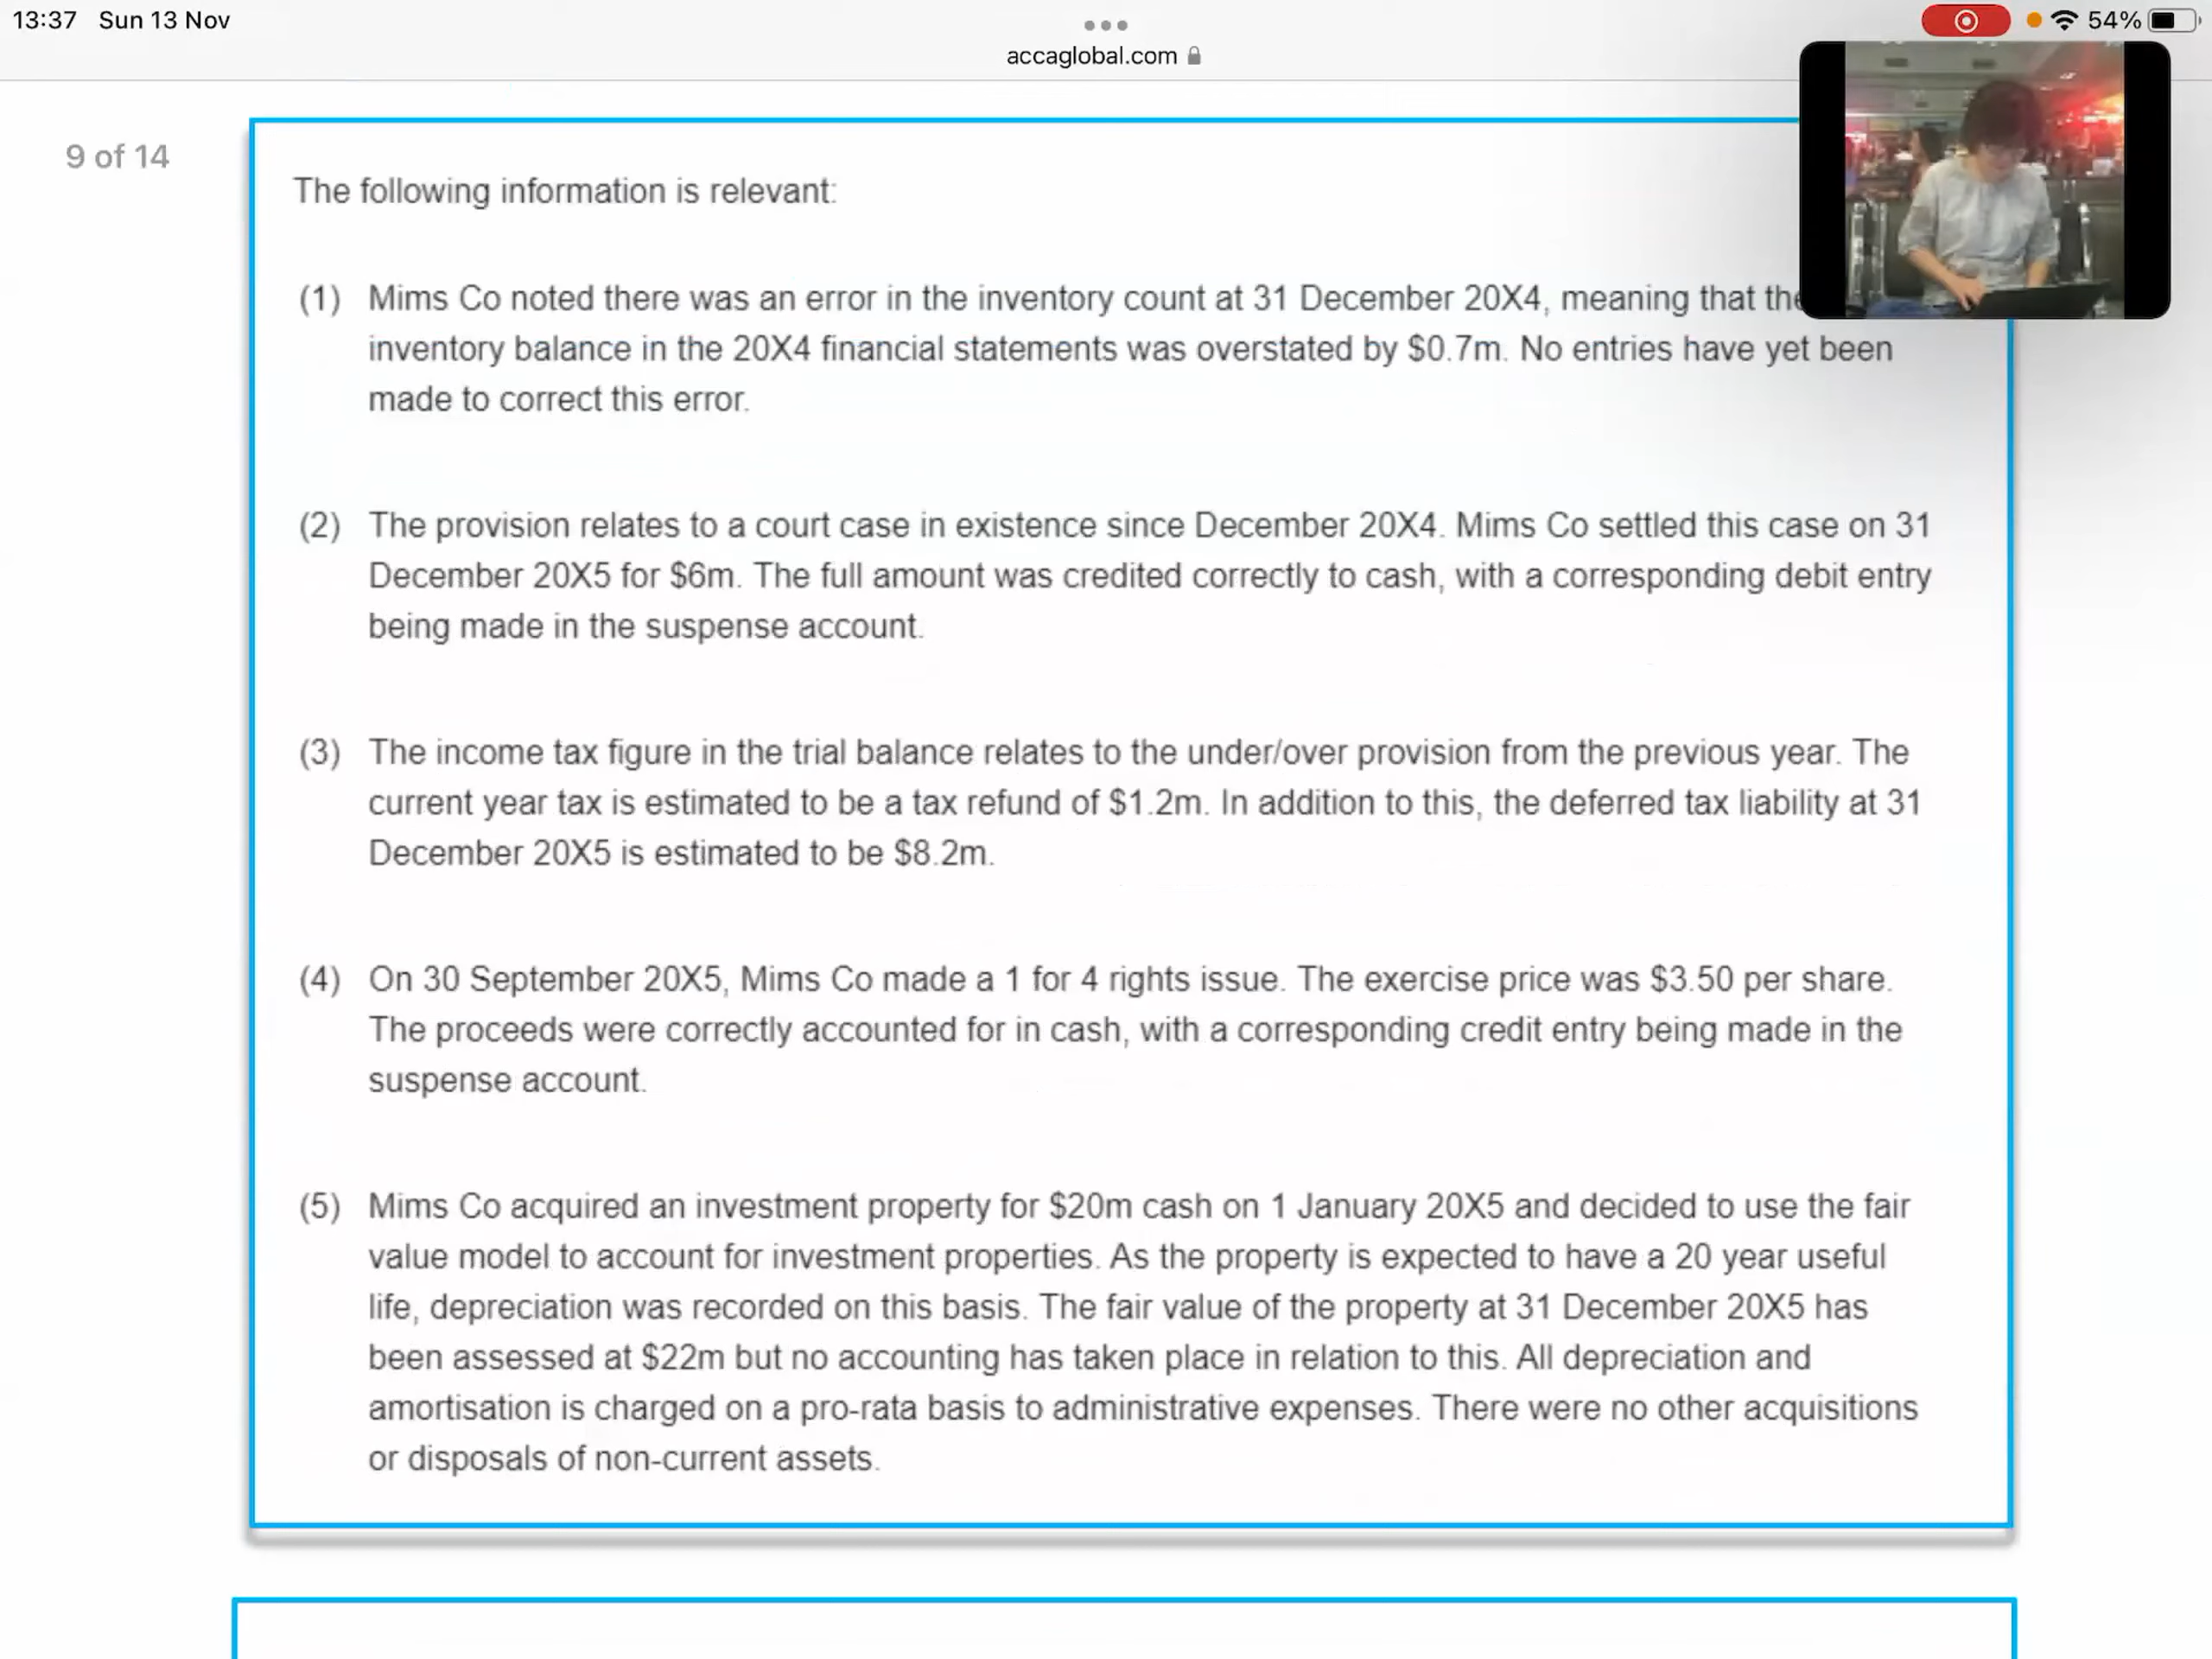 13:37 Sun 13 Nov
54%
accaglobal.com
9 of 14
The following information is relevant:
(1) Mims Co noted there was an error in the inventory count at 31 December 20X4, meaning that the
inventory balance in the 20X4 financial statements was overstated by $0.7m. No entries have yet been
made to correct this error.
(2) The provision relates to a court case in existence since December 20X4. Mims Co settled this case on 31
December 20X5 for $6m. The full amount was credited correctly to cash, with a corresponding debit entry
being made in the suspense account.
(3) The income tax figure in the trial balance relates to the under/over provision from the previous year. The
current year tax is estimated to be a tax refund of $1.2m. In addition to this, the deferred tax liability at 31
December 20X5 is estimated to be $8.2m.
(4) On 30 September 20X5, Mims Co made a 1 for 4 rights issue. The exercise price was $3.50 per share.
The proceeds were correctly accounted for in cash, with a corresponding credit entry being made in the
suspense account.
(5) Mims Co acquired an investment property for $20m cash on 1 January 20X5 and decided to use the fair
value model to account for investment properties. As the property is expected to have a 20 year useful
life, depreciation was recorded on this basis. The fair value of the property at 31 December 20X5 has
been assessed at $22m but no accounting has taken place in relation to this. All depreciation and
amortisation is charged on a pro-rata basis to administrative expenses. There were no other acquisitions
or disposals of non-current assets.